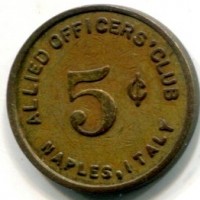 ALLIED OFFICERS' CLUB
5¢
NAPLES, ITALY